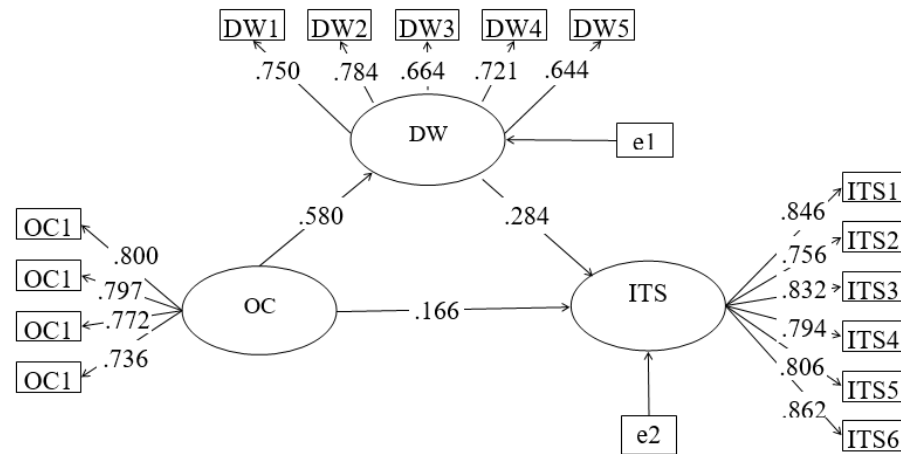 DW1 DW2 DW3 DW4 DW5
.750 .784 .664 .721 .644
DW
e1
.580 .284
OC1
OC1
OC1
OC1
.800
.797
.772
.736
OC
.166
ITS
.846
.756
.832
.794
.806
.862
ITS1
ITS2
ITS3
ITS4
ITS5
ITS6
e2